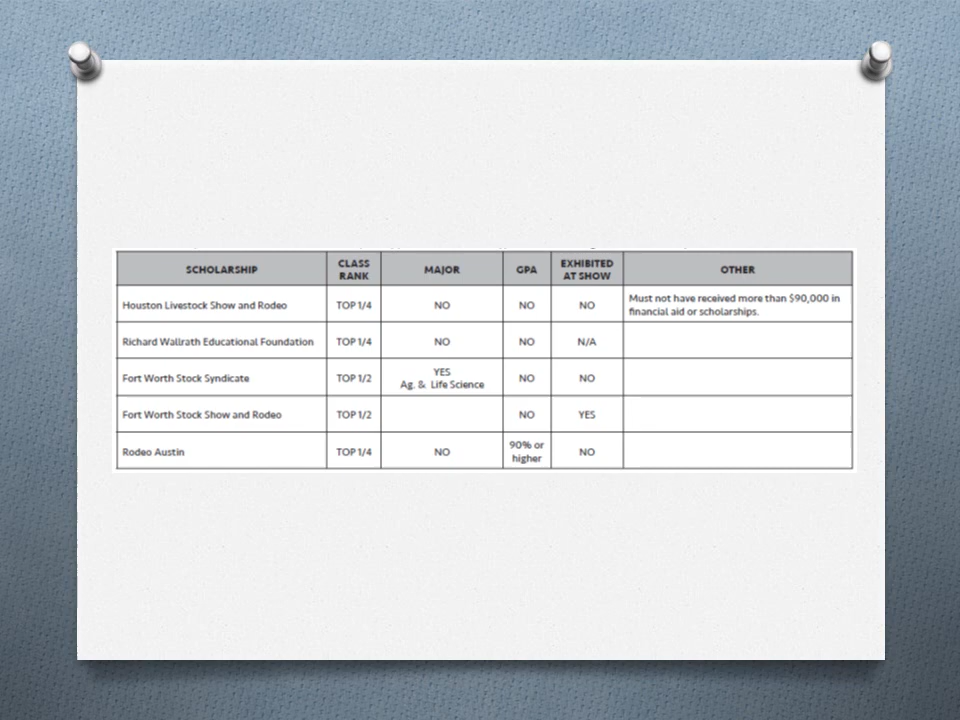 SCHOLARSHIP CLASS RANK MAJOR GPA EXHIBITED AT SHOW OTHER
Houston Livestock Show and Rodeo TOP 1/4 NO NO NO Must not have received more than $90,000 in financial aid or scholarships.
Richard Wallrath Educational Foundation TOP 1/4 NO NO N/A
Fort Worth Stock Syndicate TOP 1/2 YES Ag. & Life Science NO NO
Fort Worth Stock Show and Rodeo TOP 1/2 NO YES
Rodeo Austin TOP 1/4 NO 90% or higher NO